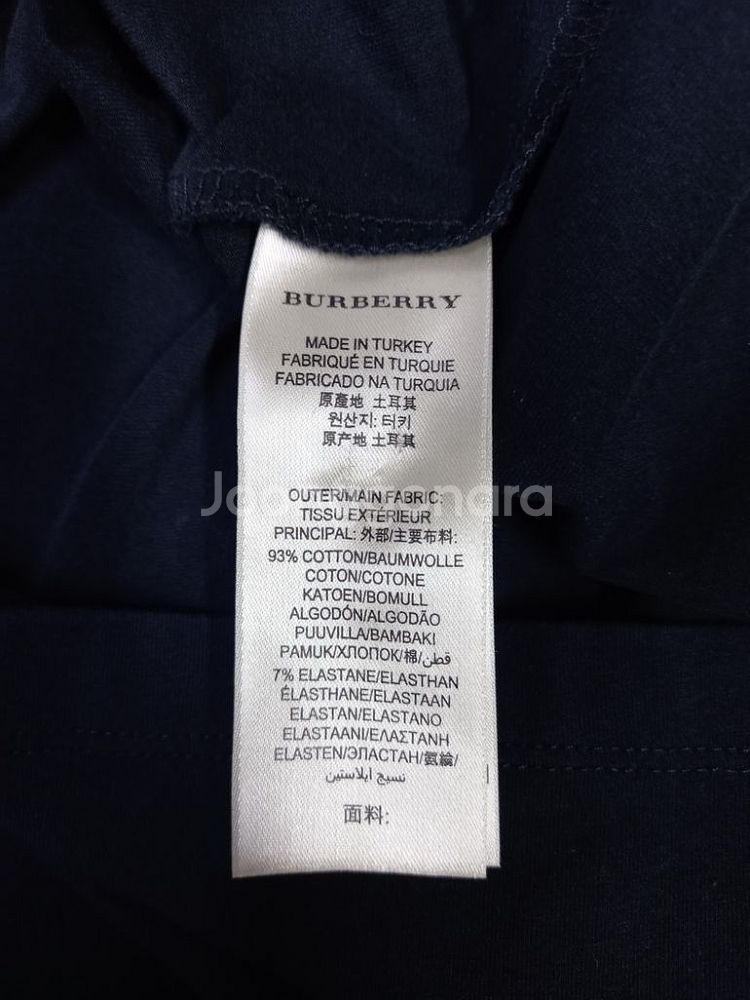 BURBERRY
MADE IN TURKEY
FABRIQUÉ EN TURQUIE
FABRICADO NA TURQUIA
原產地 土耳其
원산지: 터키
原产地 土耳其
OUTER/MAIN FABRIC:
TISSU EXTÉRIEUR
PRINCIPAL: 外部/主要布料:
93% COTTON/BAUMWOLLE
COTON/COTONE
KATOEN/BOMULL
ALGODÓN/ALGODÃO
PUUVILLA/BAMBAKI
PAMUK/ХЛОПОК/棉/قطن
7% ELASTANE/ELASTHAN
ÉLASTHANE/ELASTAAN
ELASTAN/ELASTANO
ELASTAANI/ΕΛΑΣΤΑΝΗ
ELASTEN/ЭЛАСТАН/氨綸/
نسيج ايلاستين
面料: